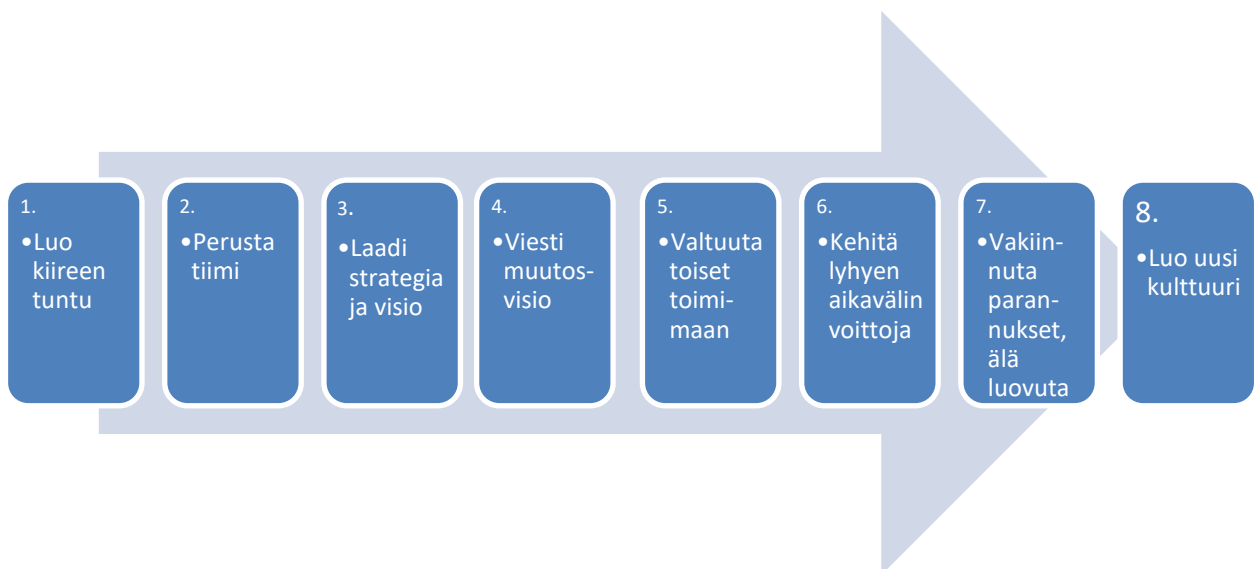 1.
•Luo
kiireen
tuntu
2.
•Perusta
tiimi
3.
•Laadi
strategia
ja visio
4.
•Viesti
muutos-
visio
5.
•Valtuuta
toiset
toimi-
maan
6.
•Kehitä
lyhyen
aikavälin
voittoja
7.
•Vakiin-
nuta
paran-
nukset,
älä
luovuta
8.
•Luo uusi
kulttuuri